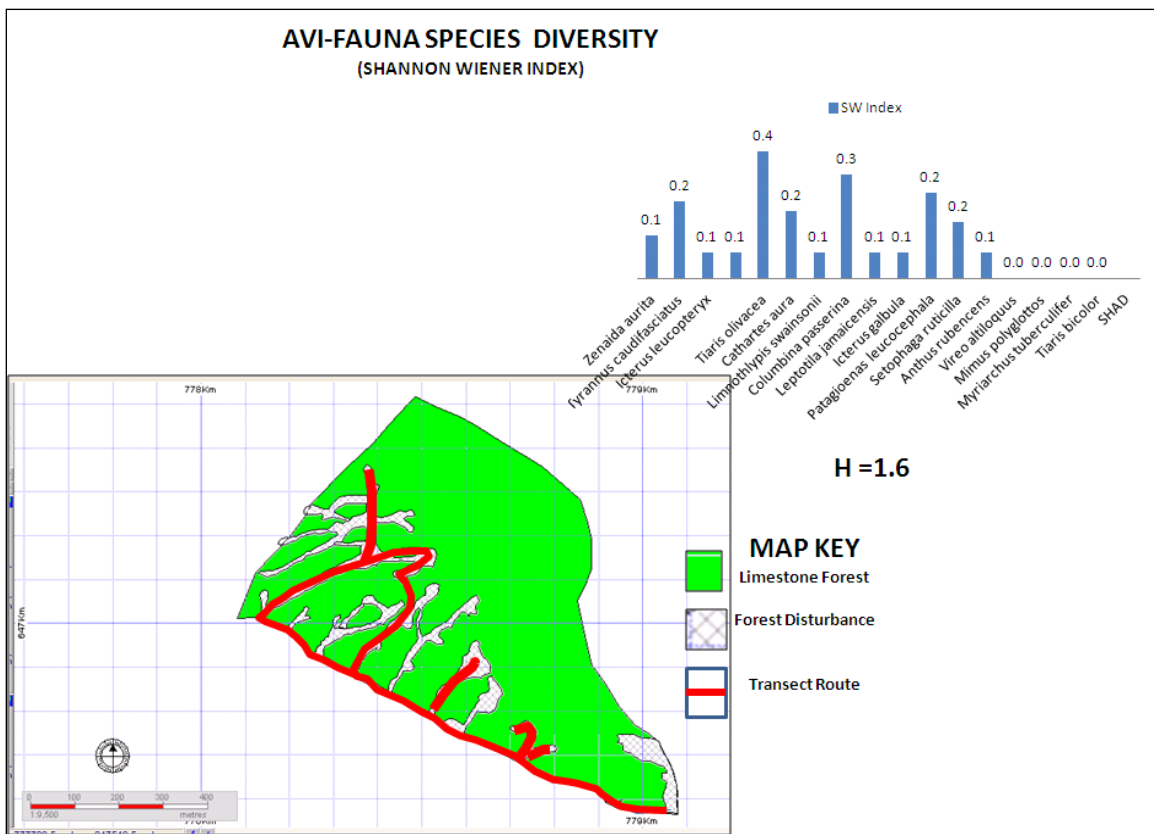 AVI-FAUNA SPECIES DIVERSITY
(SHANNON WIENER INDEX)
SW Index
0.1
0.2
0.1
0.1
0.4
0.2
0.1
0.3
0.1
0.1
0.2
0.2
0.1
0.0
0.0
0.0
0.0
Zenaida aurita
Tyrannus caudifasciatus
Icterus leucopteryx
Tiaris olivacea
Cathartes aura
Limnothlypis swainsonii
Columbina passerina
Leptotila jamaicensis
Icterus galbula
Patagioenas leucocephala
Setophaga ruticilla
Anthus rubencens
Vireo altiloquus
Mimus polyglottos
Myriarchus tuberculifer
Tiaris bicolor
SHAD
H =1.6
778Km
779Km
647Km
MAP KEY
Limestone Forest
Forest Disturbance
Transect Route
0 100 200 300 400
1:9,500 metres
779Km